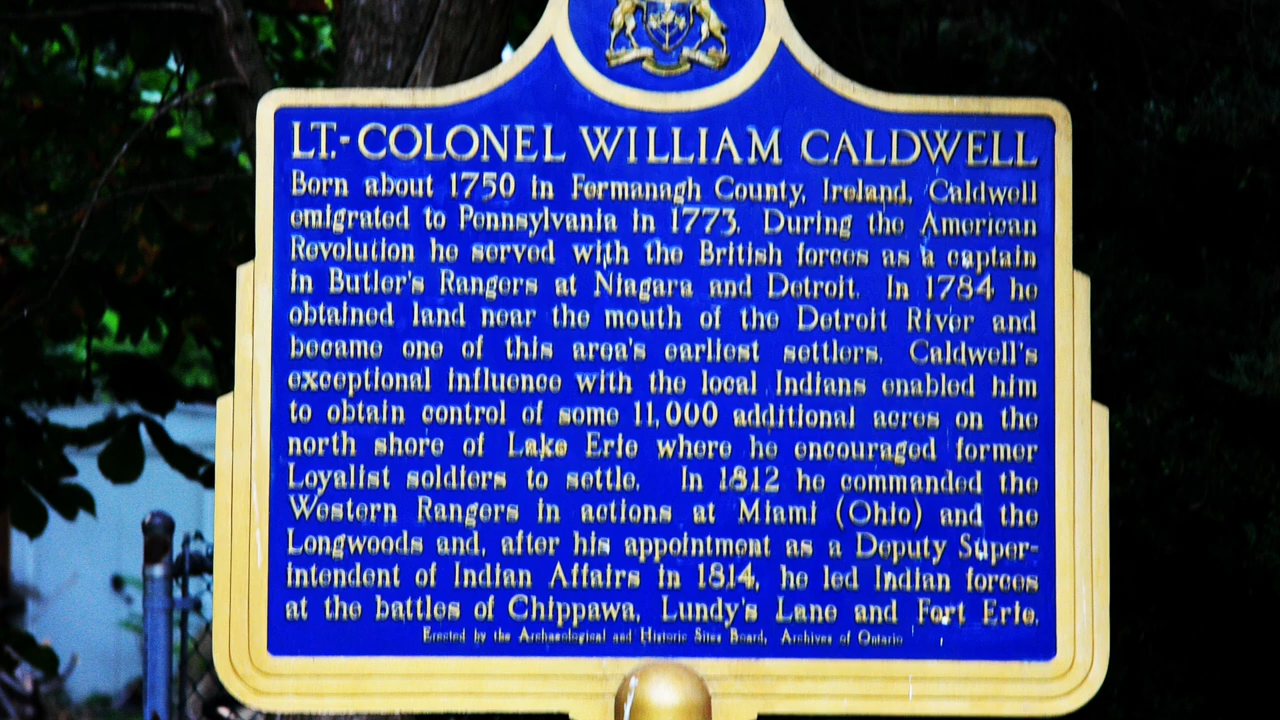 LT.-COLONEL WILLIAM CALDWELL
Born about 1750 in Fermanagh County, Ireland, Caldwell
emigrated to Pennsylvania in 1773. During the American
Revolution he served with the British forces as a captain
in Butler's Rangers at Niagara and Detroit. In 1784 he
obtained land near the mouth of the Detroit River and
became one of this area's earliest settlers. Caldwell's
exceptional influence with the local Indians enabled him
to obtain control of some 11,000 additional acres on the
north shore of Lake Erie where he encouraged former
Loyalist soldiers to settle. In 1812 he commanded the
Western Rangers in actions at Miami (Ohio) and the
Longwoods and, after his appointment as a Deputy Super-
intendent of Indian Affairs in 1814, he led Indian forces
at the battles of Chippawa, Lundy's Lane and Fort Erie.
Erected by the Archaeological and Historic Sites Board, Archives of Ontario